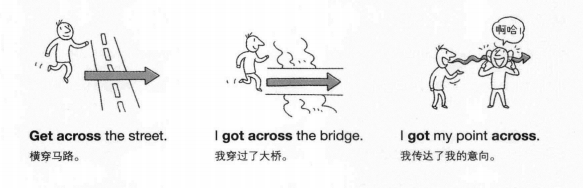 啊哈!
Get across the street.
横穿马路。
I got across the bridge.
我穿过了大桥。
I got my point across.
我传达了我的意向。